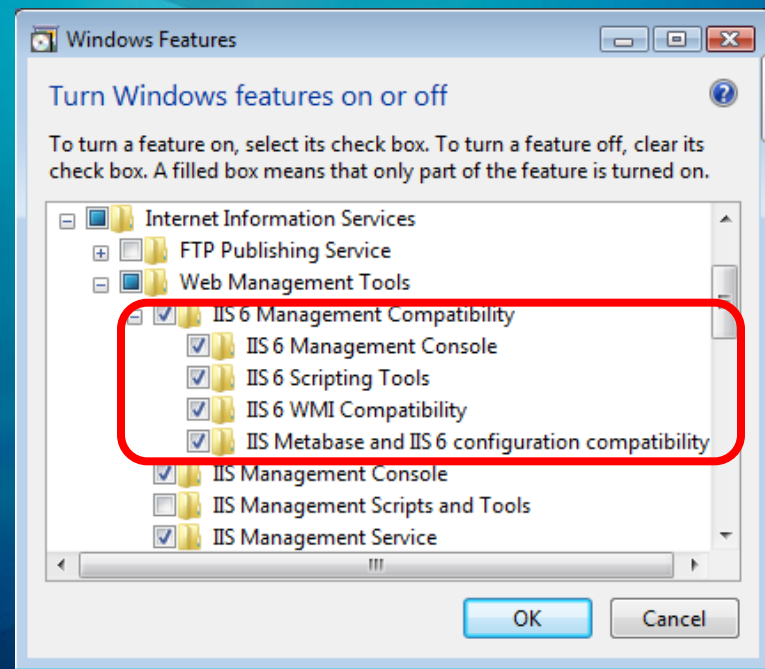 Windows Features
Turn Windows features on or off
To turn a feature on, select its check box. To turn a feature off, clear its
check box. A filled box means that only part of the feature is turned on.
Internet Information Services
FTP Publishing Service
Web Management Tools
IIS 6 Management Compatibility
IIS 6 Management Console
IIS 6 Scripting Tools
IIS 6 WMI Compatibility
IIS Metabase and IIS 6 configuration compatibility
IIS Management Console
IIS Management Scripts and Tools
IIS Management Service
OK
Cancel